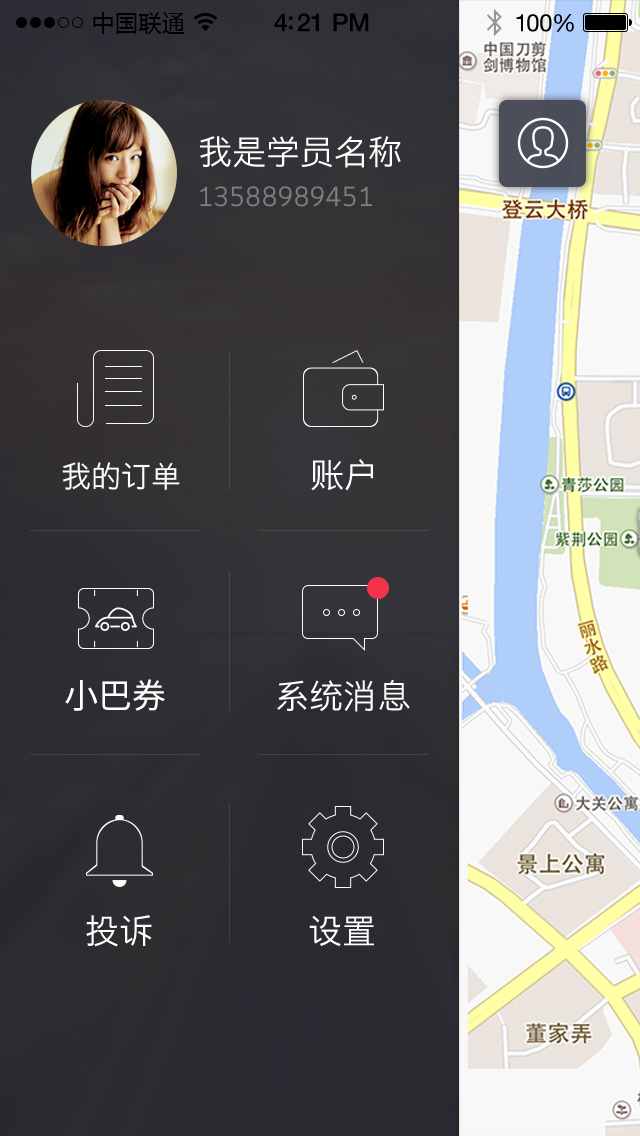 中国联通 4:21 PM 100%
我是学员名称
13588989451
我的订单
账户
小巴券
系统消息
投诉
设置
中国刀剪
剑博物馆
登云大桥
青莎公园
紫荆公园
丽水路
大关公寓
景上公寓
董家弄